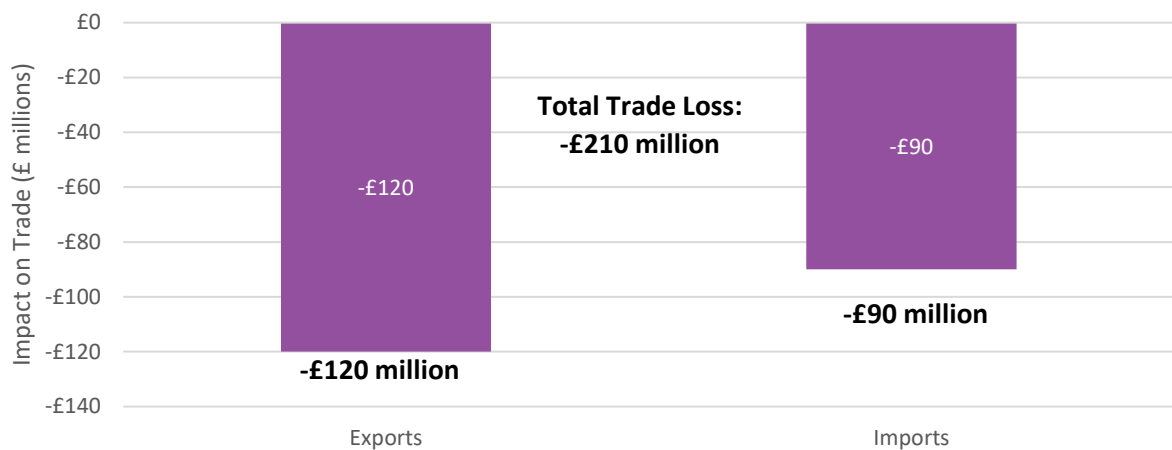 Impact on Trade (£ millions)
£0
-£20
-£40
-£60
-£80
-£100
-£120
-£140
-£120
-£120 million
Total Trade Loss:
-£210 million
-£90
-£90 million
Exports
Imports